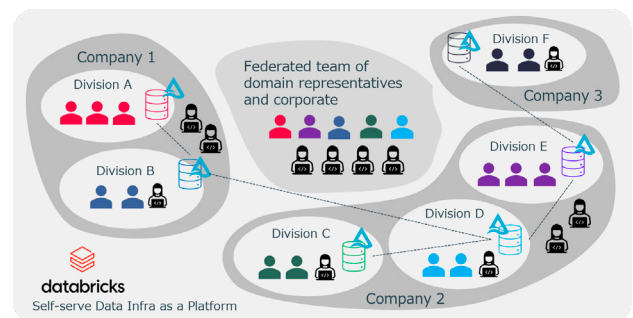 Company 1
Division A
Division B
Federated team of
domain representatives
and corporate
Division F
Company 3
Division E
Division D
Division C
Company 2
databricks
Self-serve Data Infra as a Platform